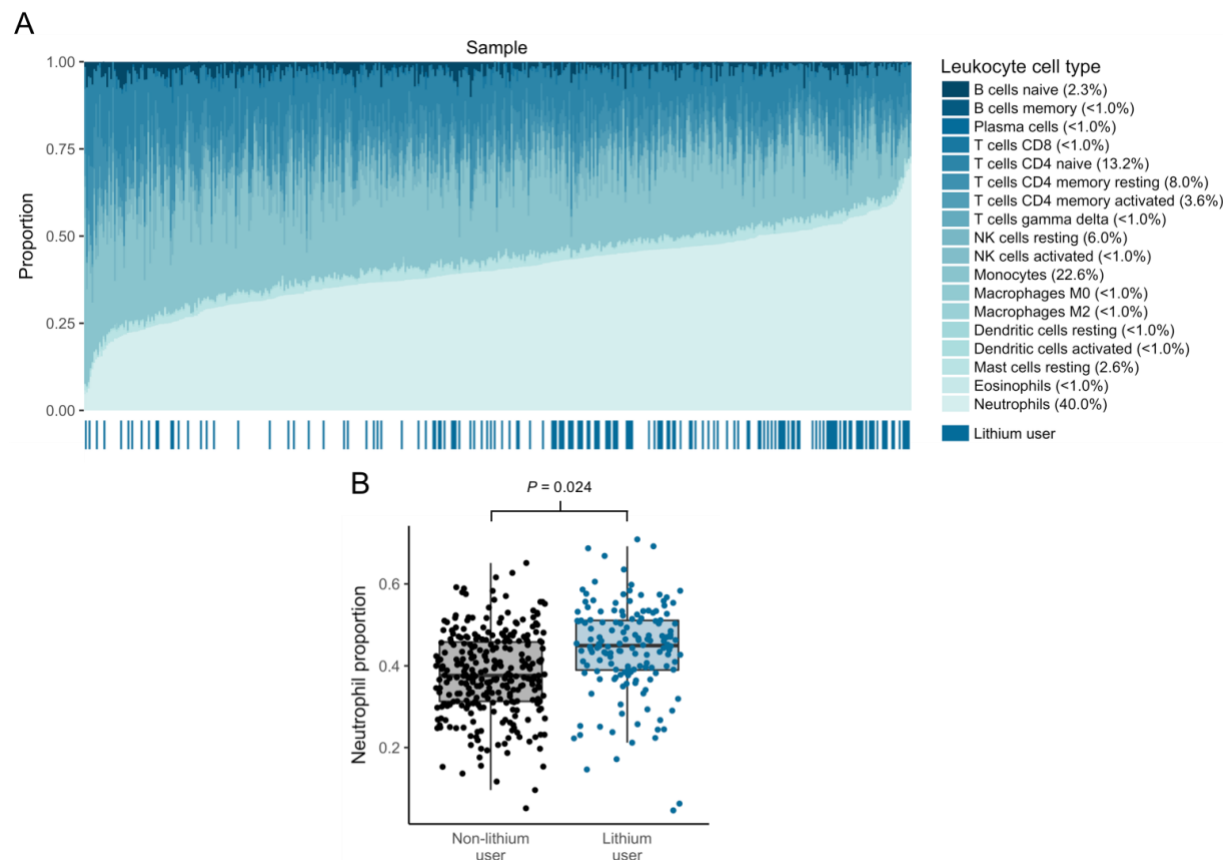 A
Sample
Proportion
1.00
0.75
0.50
0.25
0.00
Leukocyte cell type
B cells naive (2.3%)
B cells memory (<1.0%)
Plasma cells (<1.0%)
T cells CD8 (<1.0%)
T cells CD4 naive (13.2%)
T cells CD4 memory resting (8.0%)
T cells CD4 memory activated (3.6%)
T cells gamma delta (<1.0%)
NK cells resting (6.0%)
NK cells activated (<1.0%)
Monocytes (22.6%)
Macrophages M0 (<1.0%)
Macrophages M2 (<1.0%)
Dendritic cells resting (<1.0%)
Dendritic cells activated (<1.0%)
Mast cells resting (2.6%)
Eosinophils (<1.0%)
Neutrophils (40.0%)
Lithium user
B
P = 0.024
Neutrophil proportion
0.6
0.4
0.2
Non-lithium
user
Lithium
user